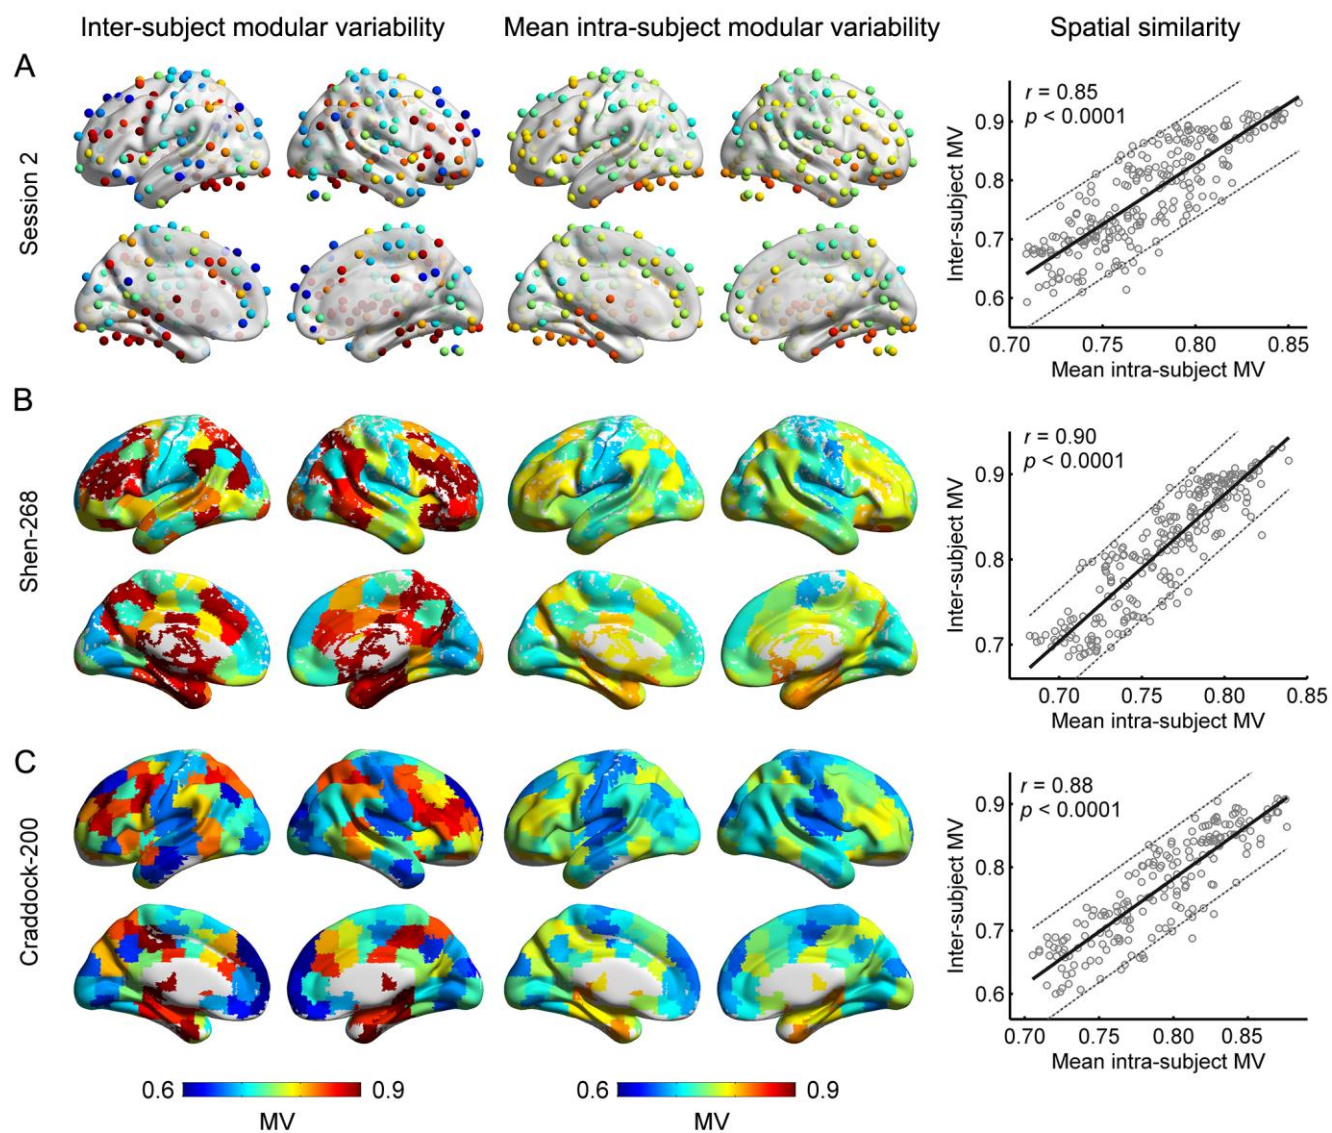 Inter-subject modular variability
Mean intra-subject modular variability
Spatial similarity
A
Session 2
r = 0.85
p < 0.0001
Inter-subject MV
0.9
0.8
0.7
0.6
0.70 0.75 0.80 0.85
Mean intra-subject MV
B
Shen-268
r = 0.90
p < 0.0001
Inter-subject MV
0.9
0.8
0.7
0.70 0.75 0.80 0.85
Mean intra-subject MV
C
Craddock-200
r = 0.88
p < 0.0001
Inter-subject MV
0.9
0.8
0.7
0.6
0.70 0.75 0.80 0.85
Mean intra-subject MV
0.6 0.9
MV
0.6 0.9
MV